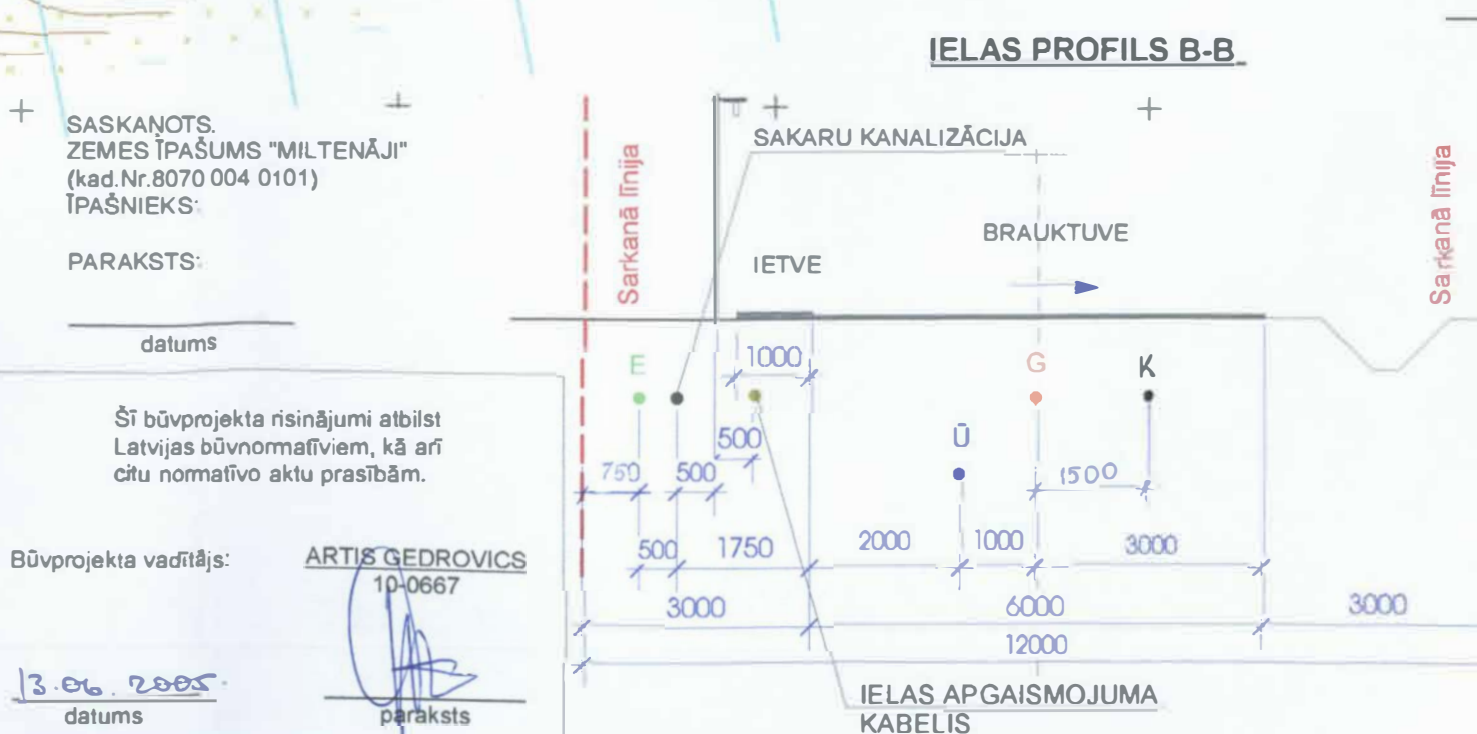 IELAS PROFILS B-B
SASKAŅOTS.
ZEMES ĪPAŠUMS "MILTENĀJI"
(kad.Nr.8070 004 0101)
ĪPAŠNIEKS:
PARAKSTS:
datums
Šī būvprojekta risinājumi atbilst
Latvijas būvnormatīviem, kā arī
citu normatīvo aktu prasībām.
Būvprojekta vadītājs:
ARTIS GEDROVICS
10-0667
13.06.2005.
datums
paraksts
Sarkanā līnija
SAKARU KANALIZĀCIJA
BRAUKTUVE
IETVE
Sarkanā līnija
1000
E
G
K
500
Ū
750
500
1500
500
1750
2000
1000
3000
3000
6000
3000
12000
IELAS APGAISMOJUMA
KABELIS